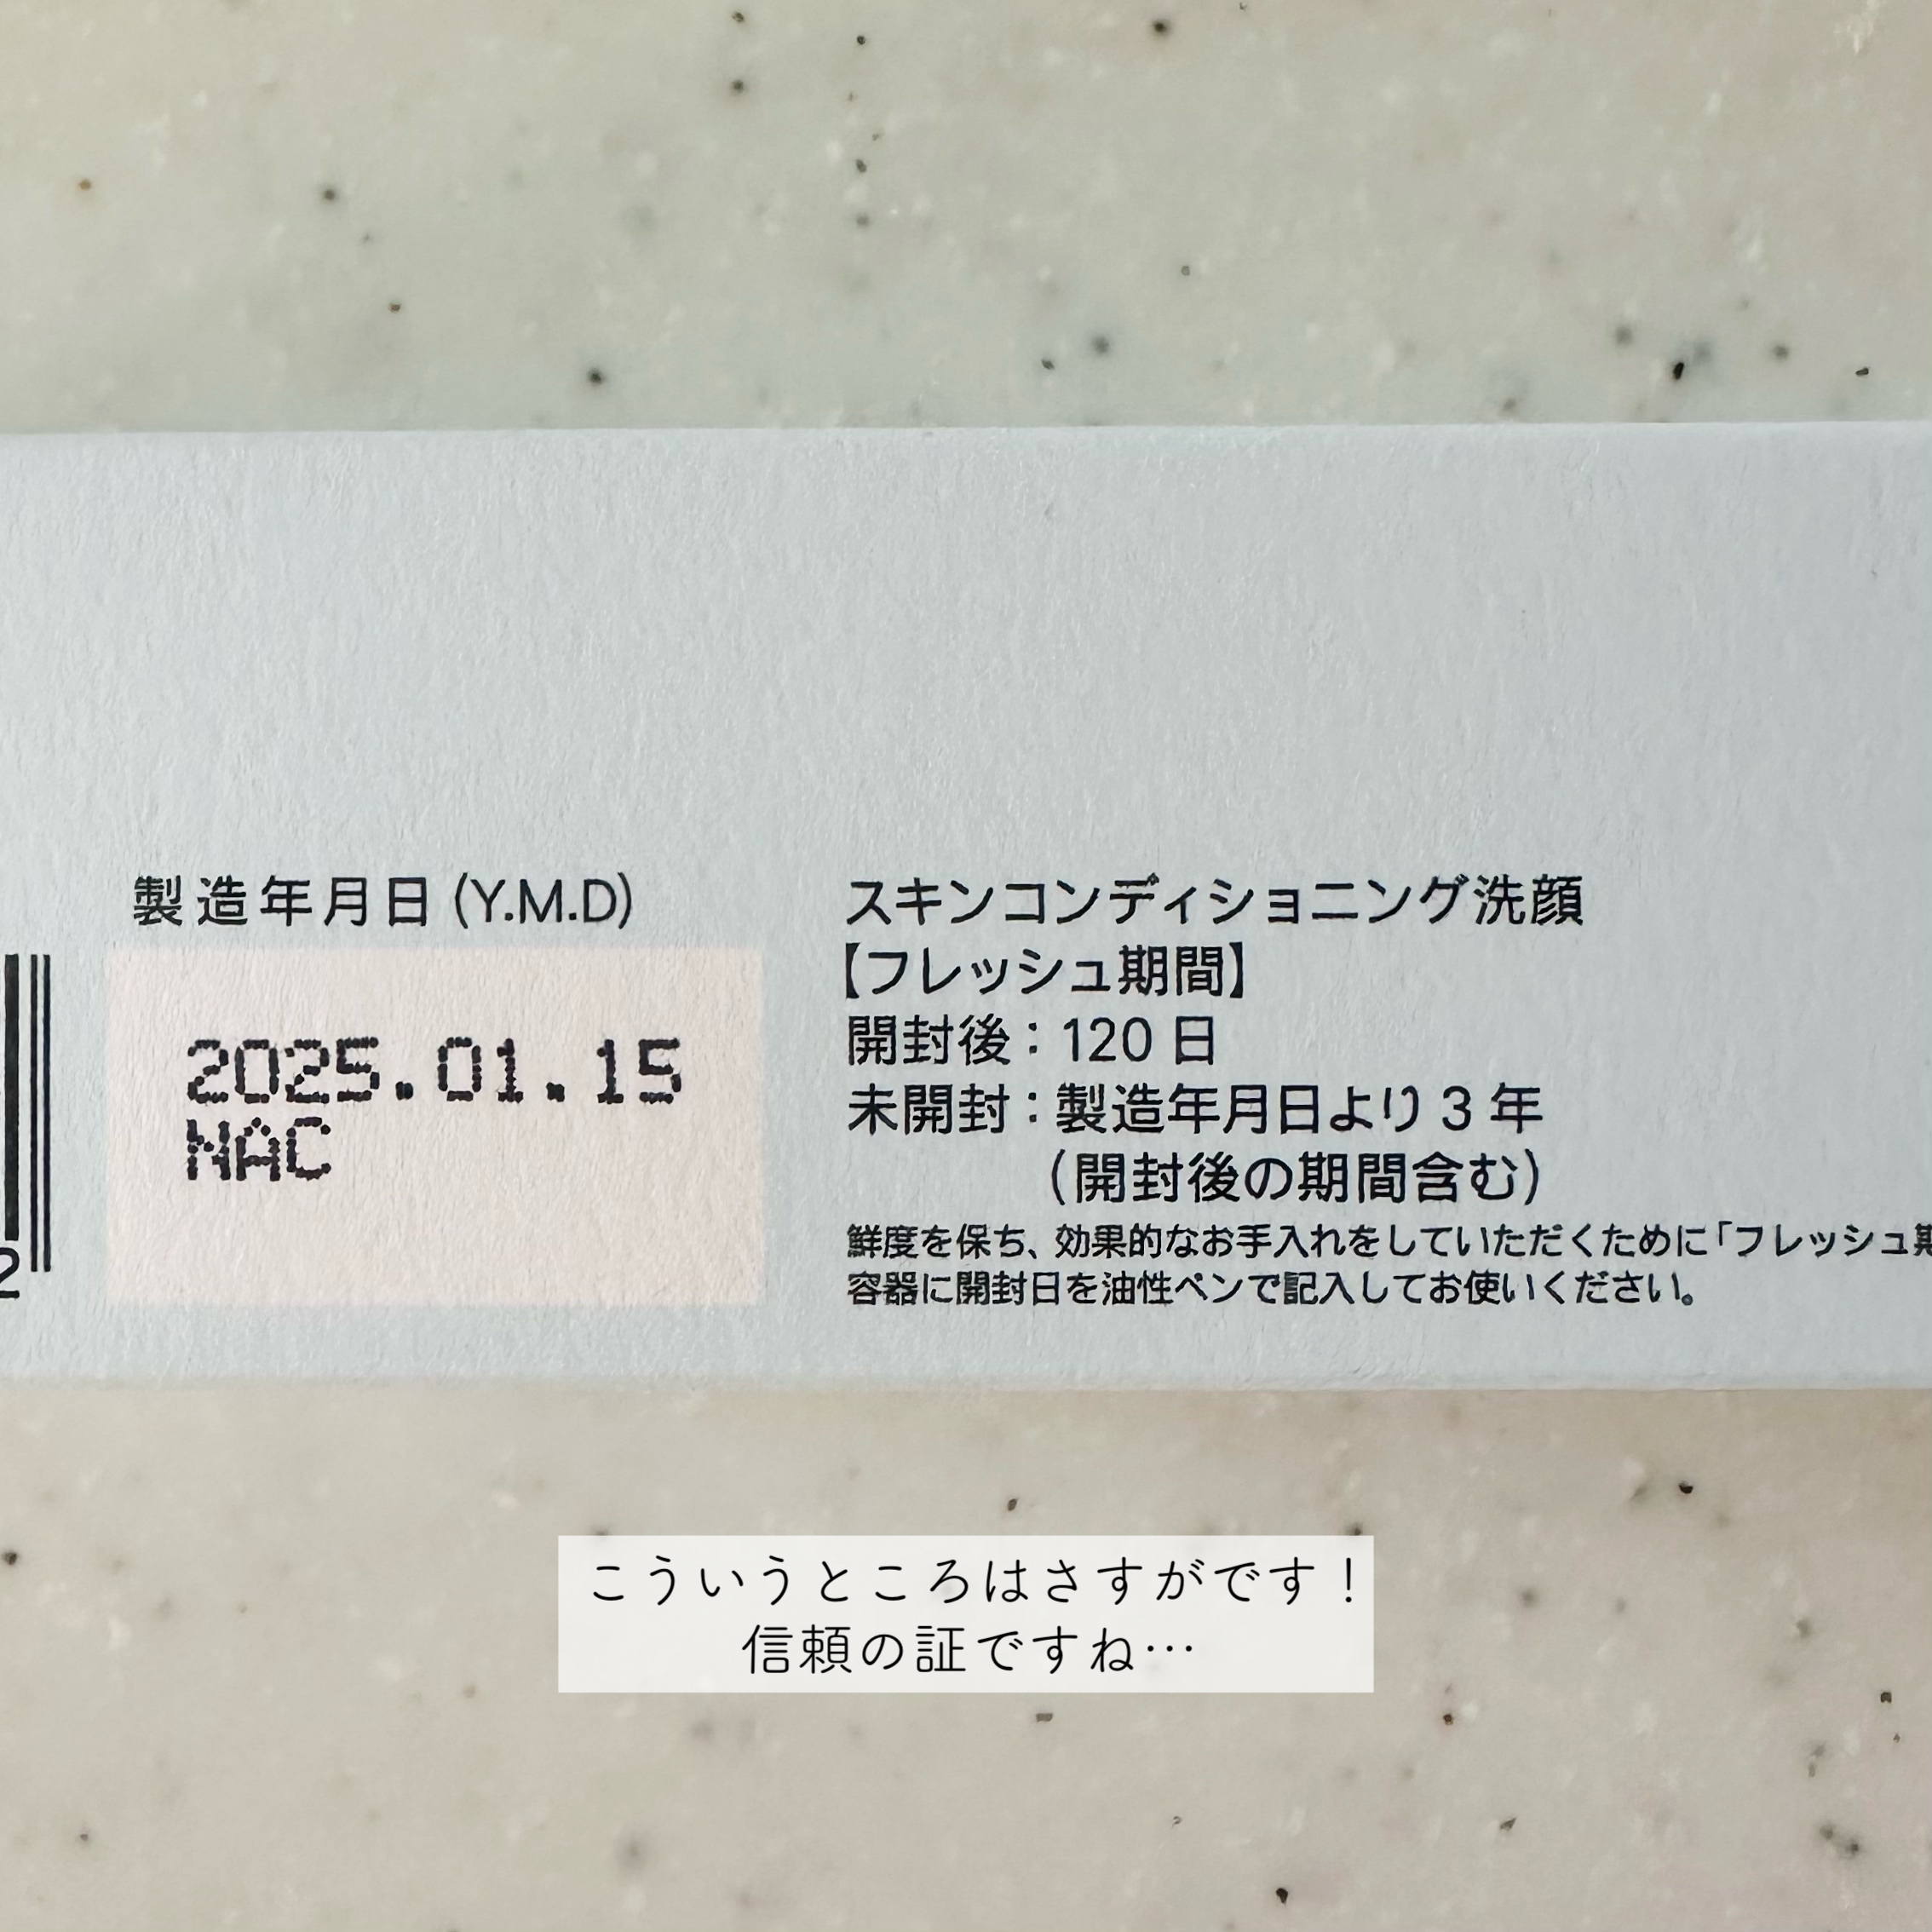 製造年月日(Y.M.D)
2025.01.15
NAC
2
スキンコンディショニング洗顔
【フレッシュ期間】
開封後：120日
未開封：製造年月日より3年
(開封後の期間含む)
鮮度を保ち、効果的なお手入れをしていただくために「フレッシュ期
容器に開封日を油性ペンで記入してお使いください。
こういうところはさすがです！
信頼の証ですね…